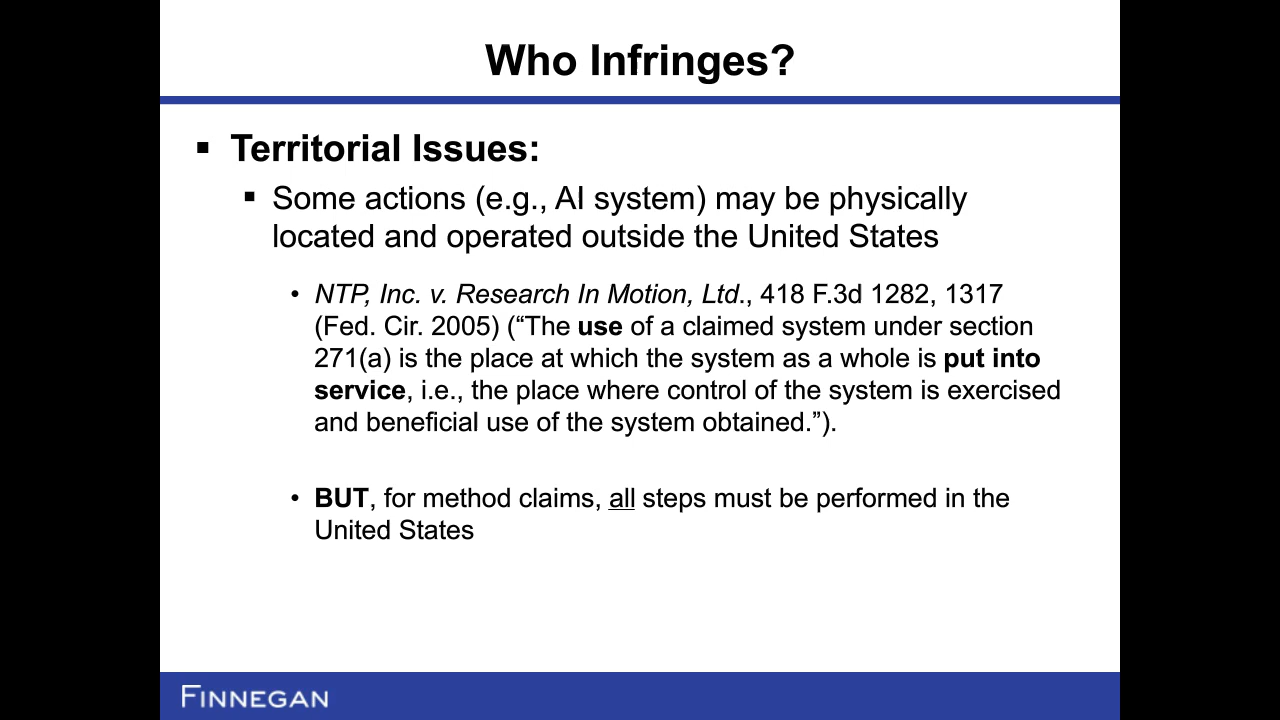 Who Infringes?
▪ Territorial Issues:
▪ Some actions (e.g., AI system) may be physically
located and operated outside the United States
• NTP, Inc. v. Research In Motion, Ltd., 418 F.3d 1282, 1317
(Fed. Cir. 2005) (“The use of a claimed system under section
271(a) is the place at which the system as a whole is put into
service, i.e., the place where control of the system is exercised
and beneficial use of the system obtained.”).
• BUT, for method claims, all steps must be performed in the
United States
FINNEGAN